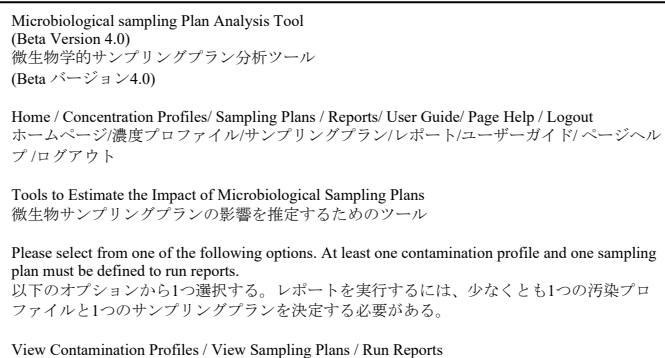 Microbiological sampling Plan Analysis Tool
(Beta Version 4.0)
微生物学的サンプリングプラン分析ツール
(Beta バージョン4.0)
Home / Concentration Profiles/ Sampling Plans / Reports/ User Guide/ Page Help / Logout
ホームページ/濃度プロファイル/サンプリングプラン/レポート/ユーザーガイド/ ページヘル
プ /ログアウト
Tools to Estimate the Impact of Microbiological Sampling Plans
微生物サンプリングプランの影響を推定するためのツール
Please select from one of the following options. At least one contamination profile and one sampling
plan must be defined to run reports.
以下のオプションから1つ選択する。レポートを実行するには、少なくとも1つの汚染プロ
ファイルと1つのサンプリングプランを決定する必要がある。
View Contamination Profiles / View Sampling Plans / Run Reports